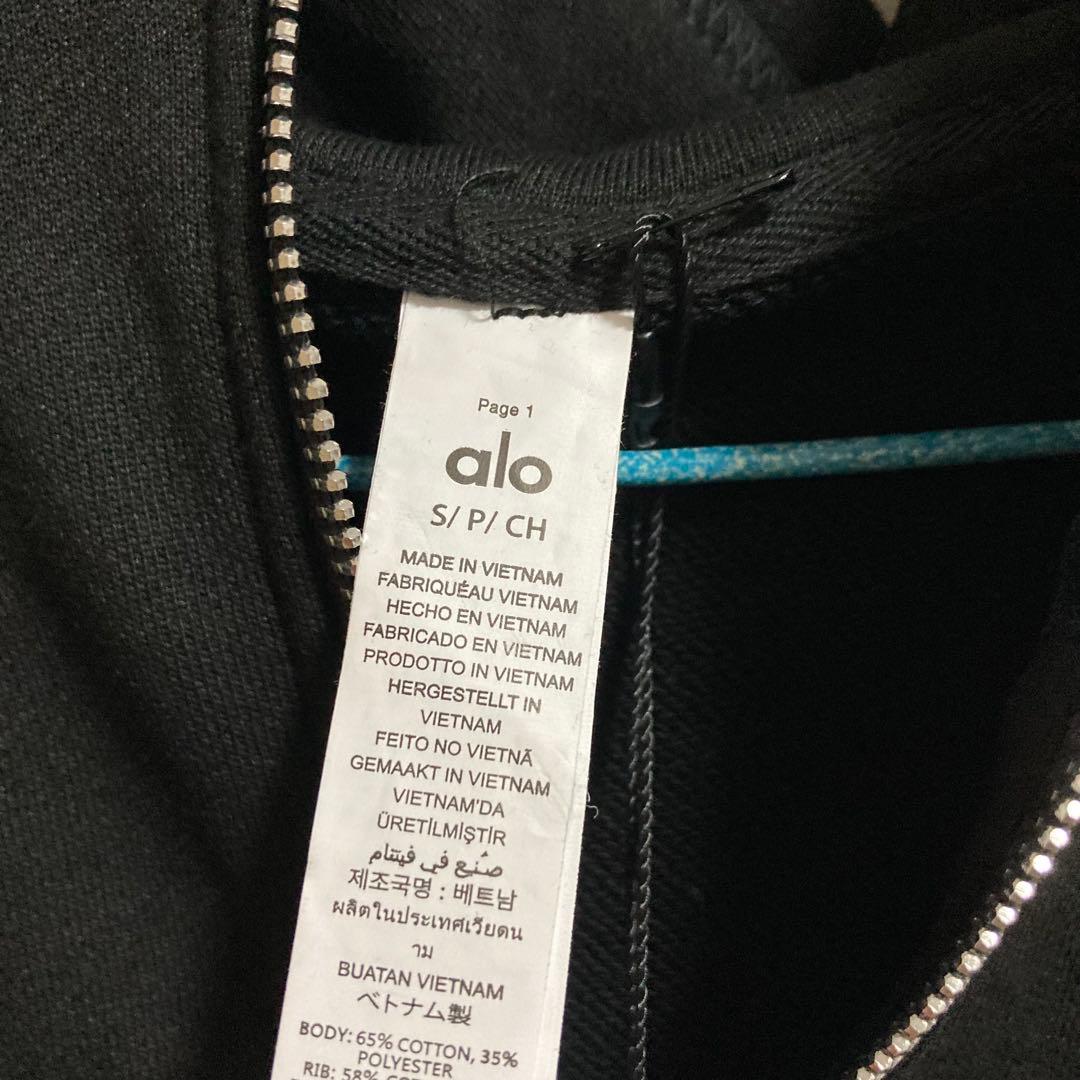 Page 1
alo
S/ P/ CH
MADE IN VIETNAM
FABRIQUÉAU VIETNAM
HECHO EN VIETNAM
FABRICADO EN VIETNAM
PRODOTTO IN VIETNAM
HERGESTELLT IN
VIETNAM
FEITO NO VIETNÃ
GEMAAKT IN VIETNAM
VIETNAM'DA
ÜRETİLMİŞTİR
صُنع في فيتنام
제조국명 : 베트남
ผลิตในประเทศเวียดน
าม
BUATAN VIETNAM
ベトナム製
BODY: 65% COTTON, 35%
POLYESTER
RIB: 58%